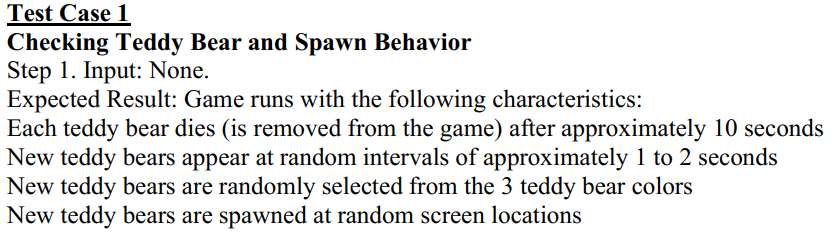 Test Case 1
Checking Teddy Bear and Spawn Behavior
Step 1. Input: None.
Expected Result: Game runs with the following characteristics:
Each teddy bear dies (is removed from the game) after approximately 10 seconds
New teddy bears appear at random intervals of approximately 1 to 2 seconds
New teddy bears are randomly selected from the 3 teddy bear colors
New teddy bears are spawned at random screen locations